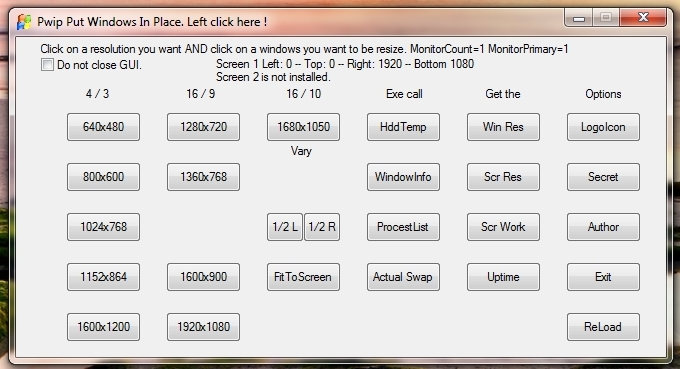 Pwip Put Windows In Place. Left click here !
Click on a resolution you want AND click on a windows you want to be resize. MonitorCount=1 MonitorPrimary=1
Do not close GUI. Screen 1 Left: 0 -- Top: 0 -- Right: 1920 -- Bottom 1080
Screen 2 is not installed.
4 / 3 16 / 9 16 / 10 Exe call Get the Options
640x480 1280x720 1680x1050 HddTemp Win Res LogoIcon
Vary
800x600 1360x768 WindowInfo Scr Res Secret
1024x768 1/2 L 1/2 R ProcestList Scr Work Author
1152x864 1600x900 FitToScreen Actual Swap Uptime Exit
1600x1200 1920x1080 ReLoad